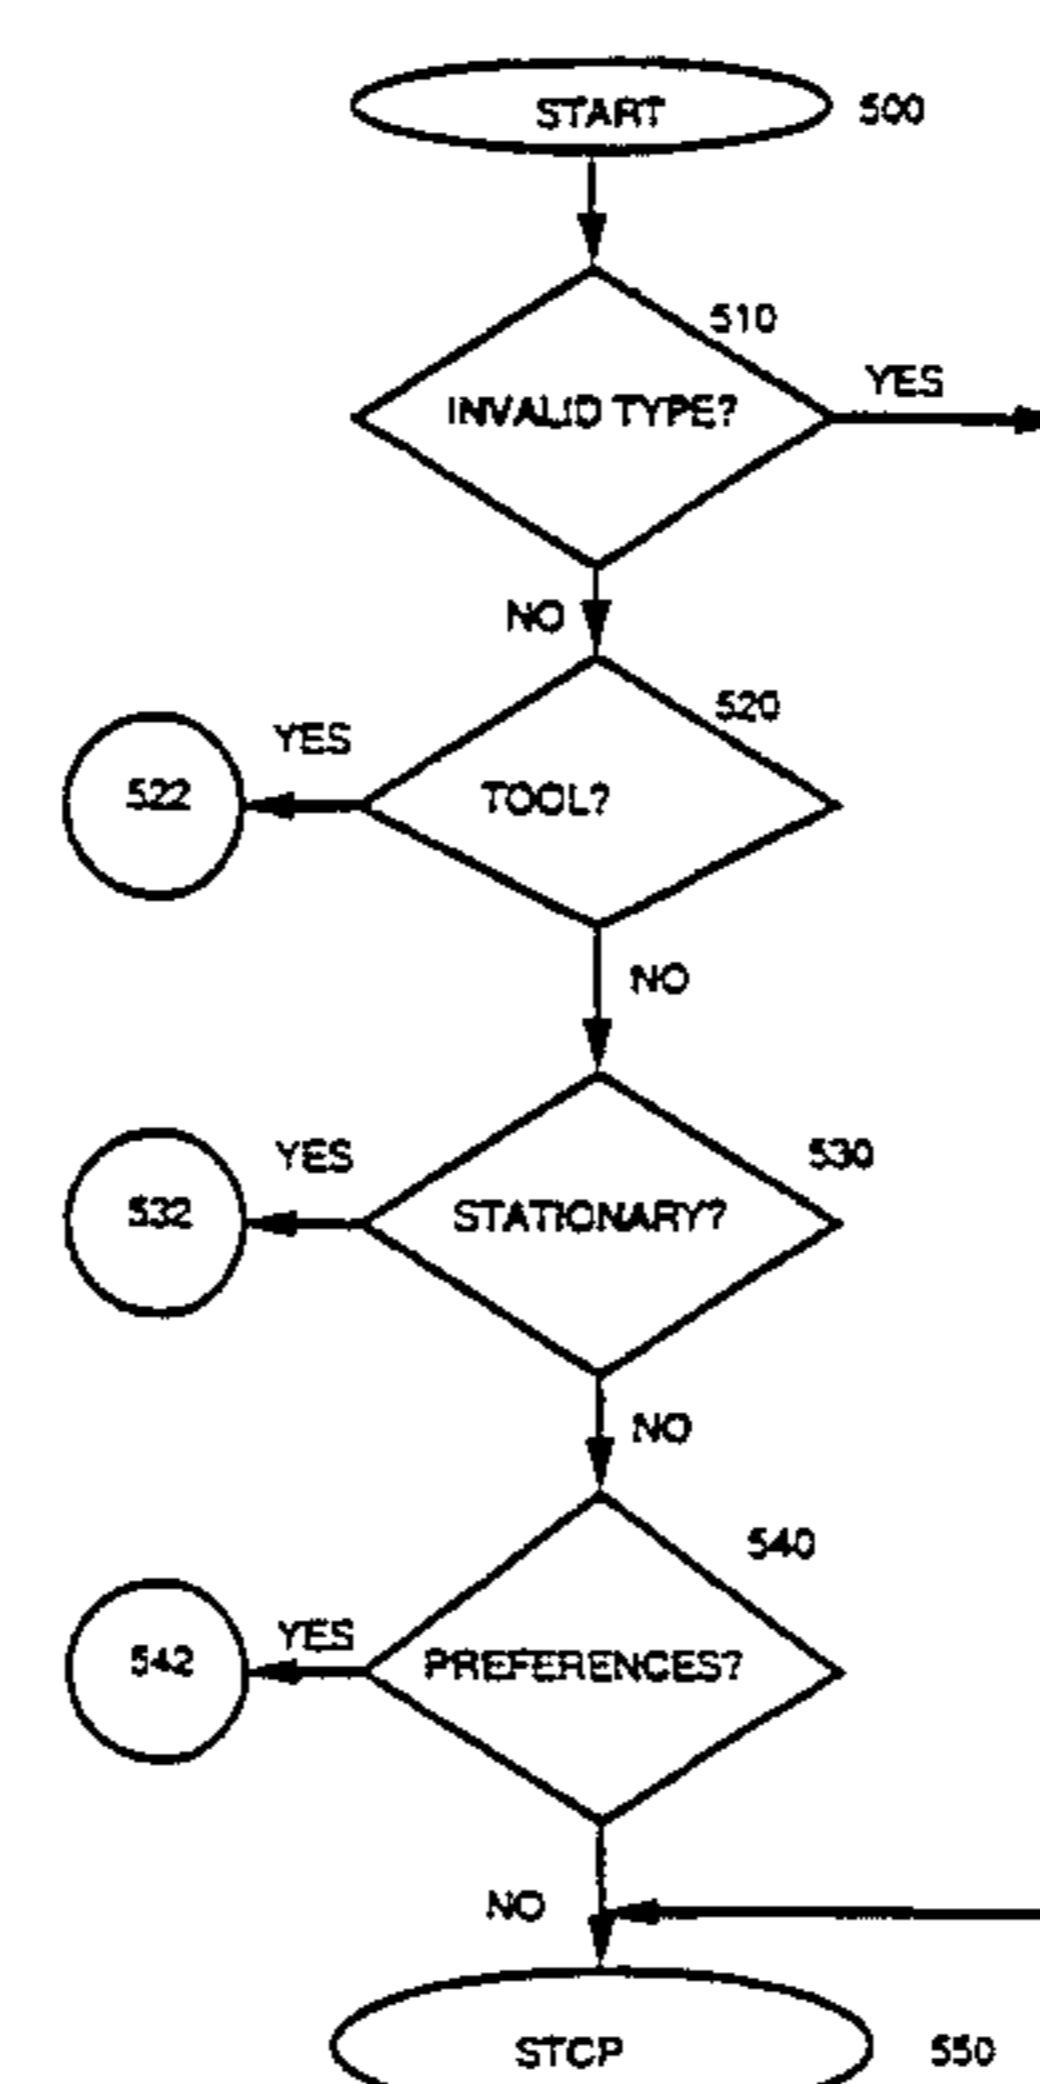 START 500
510
YES
INVALID TYPE?
NO
520
YES
522
TOOL?
NO
YES
530
532
STATIONARY?
NO
540
YES
542
PREFERENCES?
NO
STOP 550